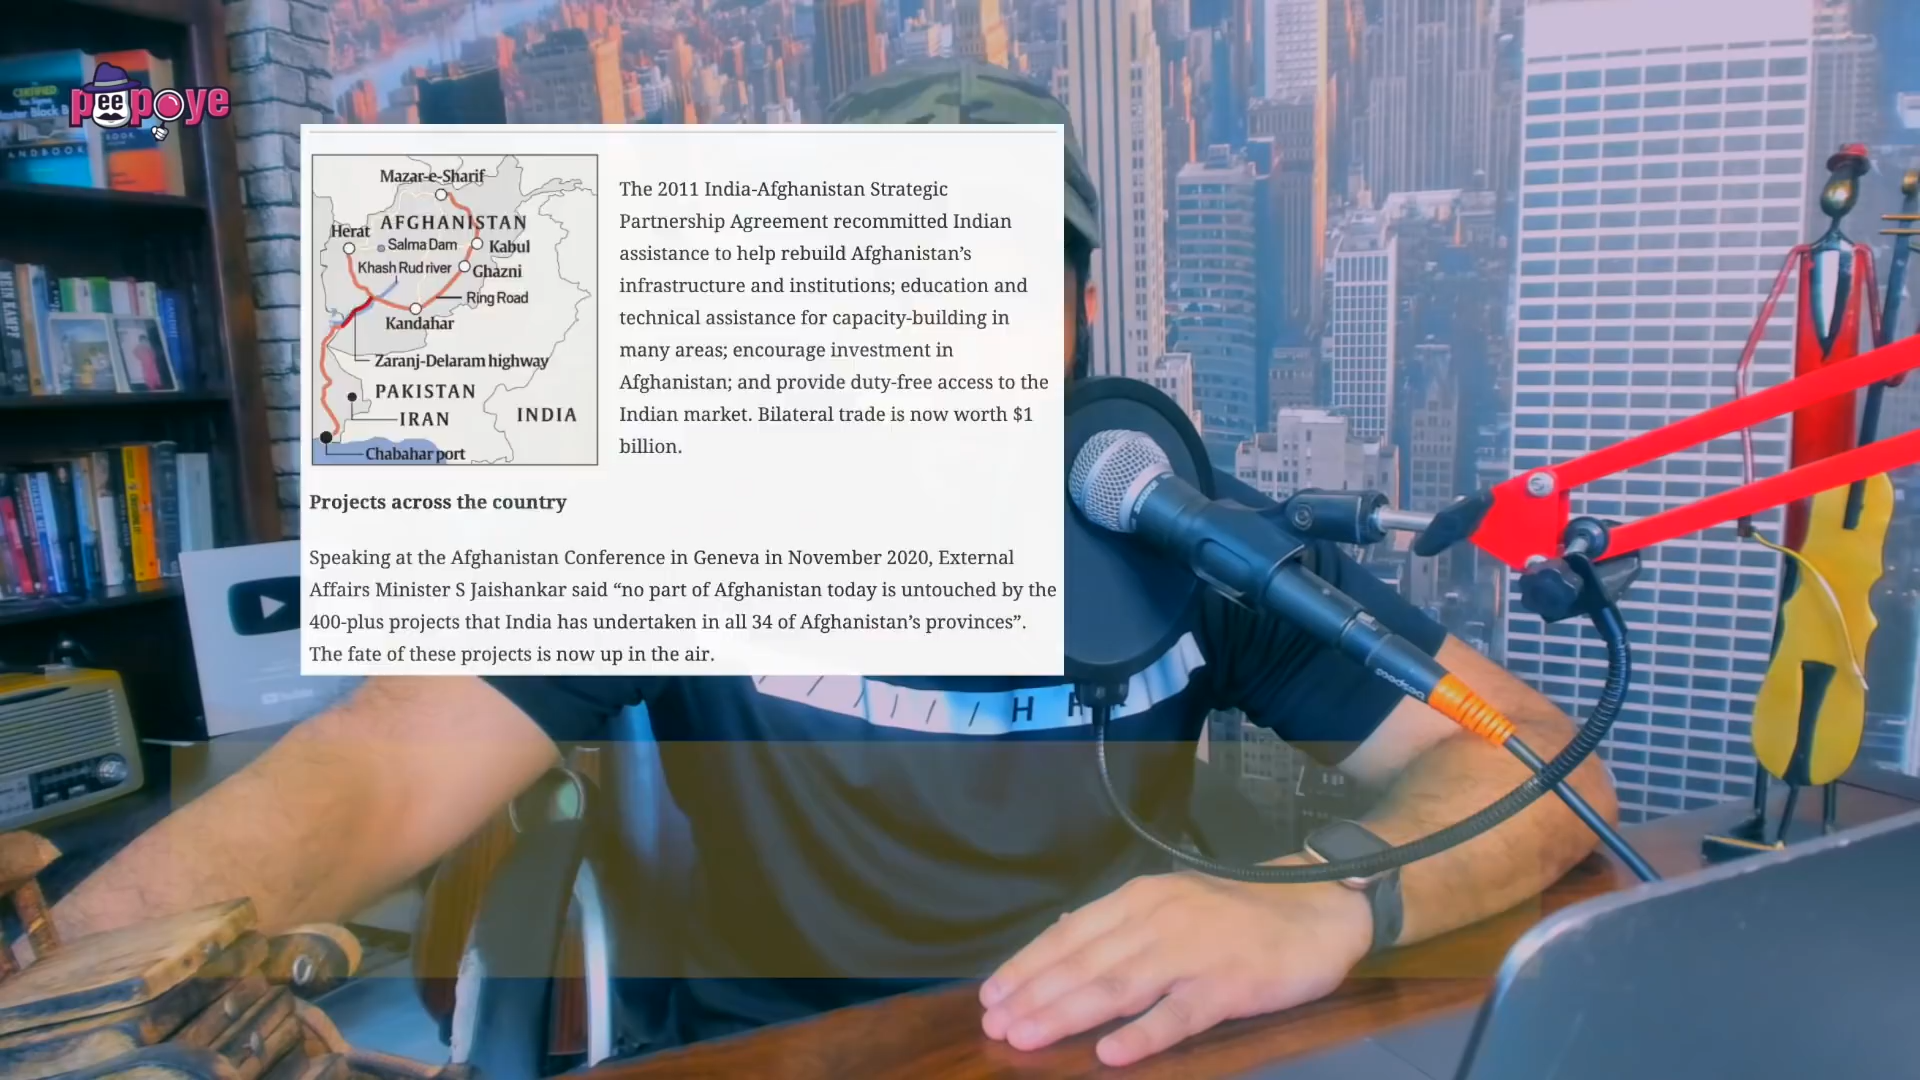 peepoye
CERTIFIED
Mazar-e-Sharif
AFGHANISTAN
Herat
Salma Dam
Kabul
Khash Rud river
Ghazni
Ring Road
Kandahar
Zaranj-Delaram highway
PAKISTAN
IRAN
INDIA
Chabahar port
The 2011 India-Afghanistan Strategic
Partnership Agreement recommitted Indian
assistance to help rebuild Afghanistan’s
infrastructure and institutions; education and
technical assistance for capacity-building in
many areas; encourage investment in
Afghanistan; and provide duty-free access to the
Indian market. Bilateral trade is now worth $1
billion.
Projects across the country
Speaking at the Afghanistan Conference in Geneva in November 2020, External
Affairs Minister S Jaishankar said “no part of Afghanistan today is untouched by the
400-plus projects that India has undertaken in all 34 of Afghanistan’s provinces”.
The fate of these projects is now up in the air.
MEIN KAMPF
GANDHI